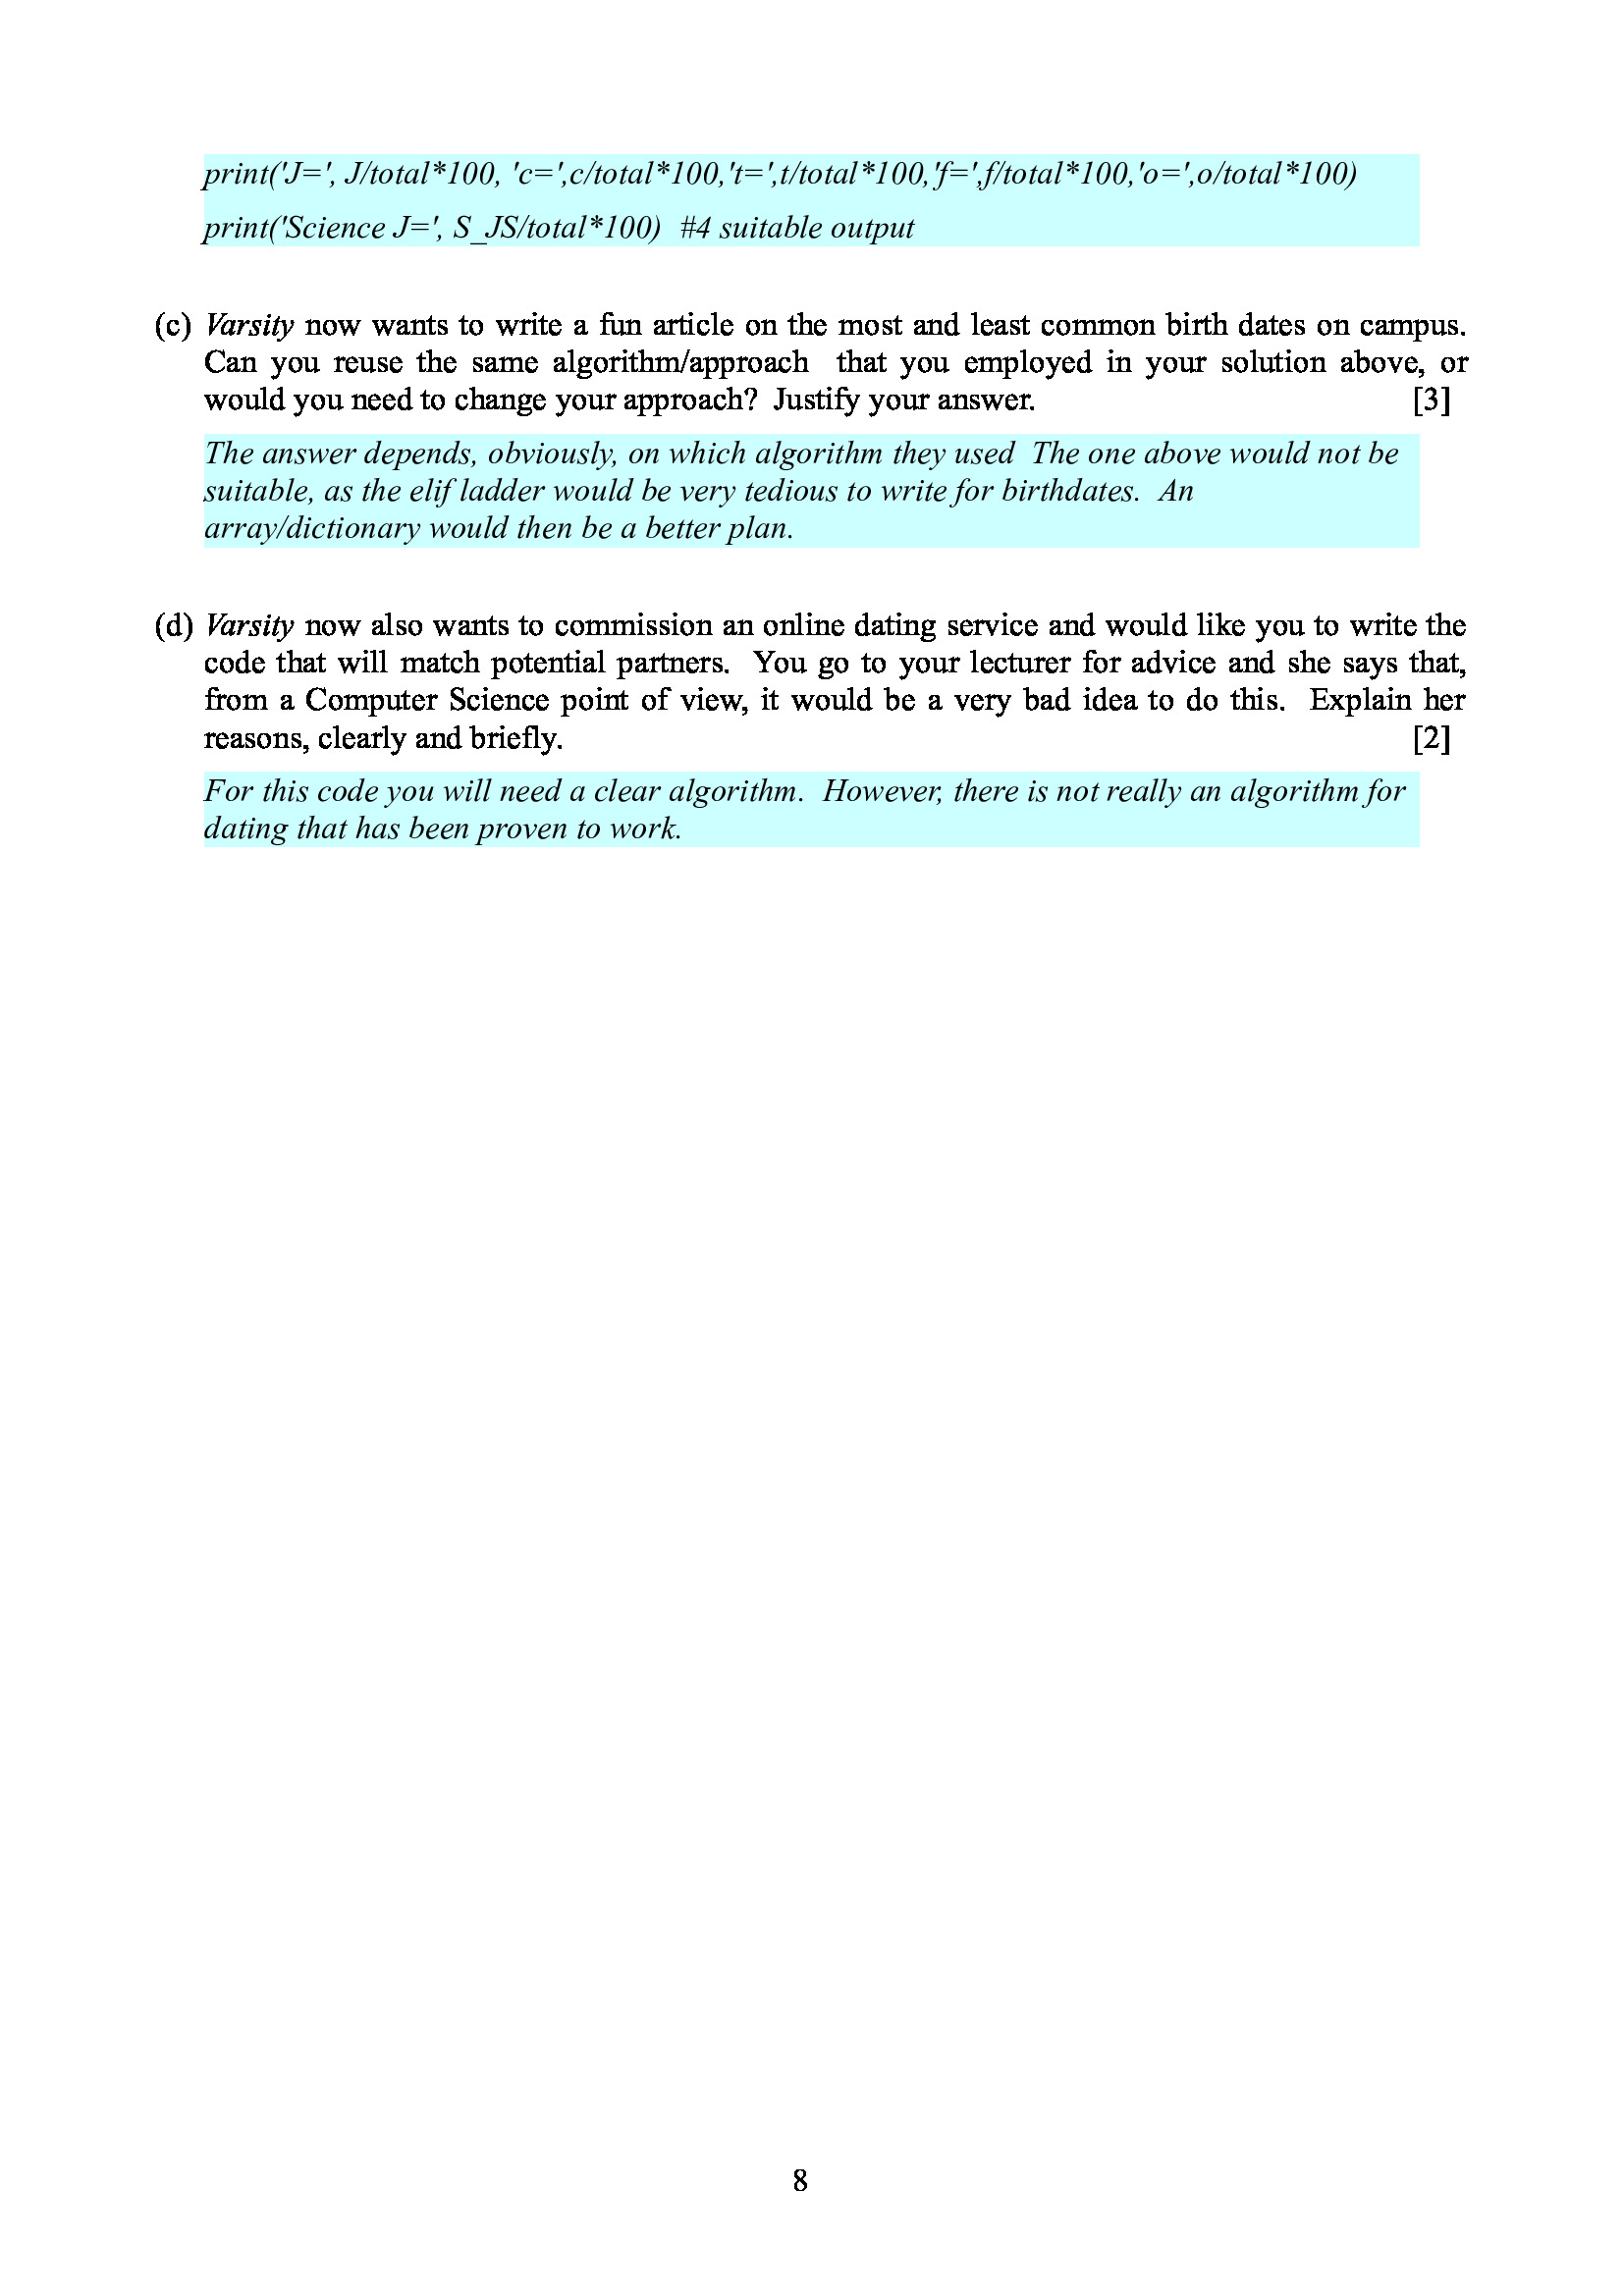 print('J=', J/total*100, 'c=',c/total*100,'t=',t/total*100,'f=',f/total*100,'o=',o/total*100)
print('Science J=', S_JS/total*100)  #4 suitable output
(c) Varsity now wants to write a fun article on the most and least common birth dates on campus.
Can you reuse the same algorithm/approach  that you employed in your solution above, or
would you need to change your approach?  Justify your answer. [3]
The answer depends, obviously, on which algorithm they used  The one above would not be
suitable, as the elif ladder would be very tedious to write for birthdates.  An
array/dictionary would then be a better plan.
(d) Varsity now also wants to commission an online dating service and would like you to write the
code that will match potential partners.  You go to your lecturer for advice and she says that,
from a Computer Science point of view, it would be a very bad idea to do this.  Explain her
reasons, clearly and briefly. [2]
For this code you will need a clear algorithm.  However, there is not really an algorithm for
dating that has been proven to work.
8